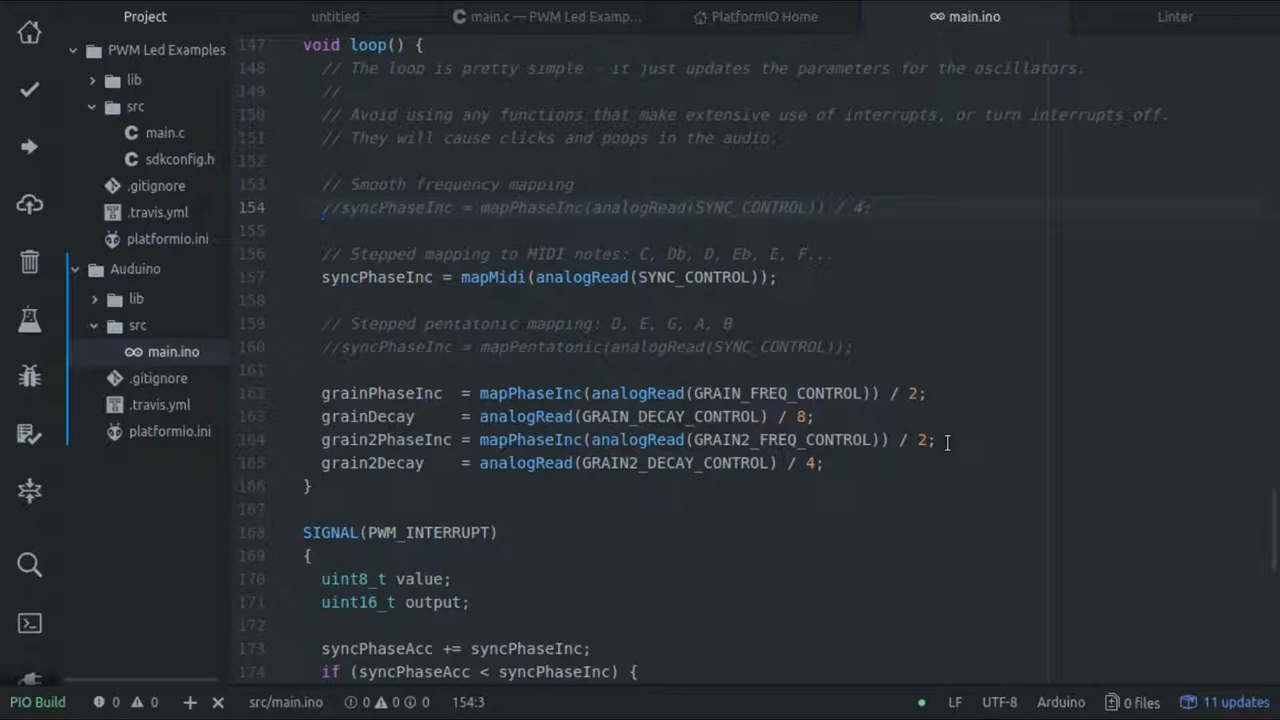 Project
untitled
main.c — PWM Led Examp...
PlatformIO Home
main.ino
Linter
PWM Led Examples
lib
src
main.c
sdkconfig.h
.gitignore
.travis.yml
platformio.ini
Auduino
lib
src
main.ino
.gitignore
.travis.yml
platformio.ini
147 void loop() {
148 // The loop is pretty simple - it just updates the parameters for the oscillators.
149 //
150 // Avoid using any functions that make extensive use of interrupts, or turn interrupts off.
151 // They will cause clicks and poops in the audio.
152
153 // Smooth frequency mapping
154 //syncPhaseInc = mapPhaseInc(analogRead(SYNC_CONTROL)) / 4;
155
156 // Stepped mapping to MIDI notes: C, Db, D, Eb, E, F...
157 syncPhaseInc = mapMidi(analogRead(SYNC_CONTROL));
158
159 // Stepped pentatonic mapping: D, E, G, A, B
160 //syncPhaseInc = mapPentatonic(analogRead(SYNC_CONTROL));
161
162 grainPhaseInc = mapPhaseInc(analogRead(GRAIN_FREQ_CONTROL)) / 2;
163 grainDecay = analogRead(GRAIN_DECAY_CONTROL) / 8;
164 grain2PhaseInc = mapPhaseInc(analogRead(GRAIN2_FREQ_CONTROL)) / 2;
165 grain2Decay = analogRead(GRAIN2_DECAY_CONTROL) / 4;
166 }
167
168 SIGNAL(PWM_INTERRUPT)
169 {
170 uint8_t value;
171 uint16_t output;
172
173 syncPhaseAcc += syncPhaseInc;
174 if (syncPhaseAcc < syncPhaseInc) {
PIO Build 0 0 + × src/main.ino 0 0 0 154:3 LF UTF-8 Arduino 0 files 11 updates